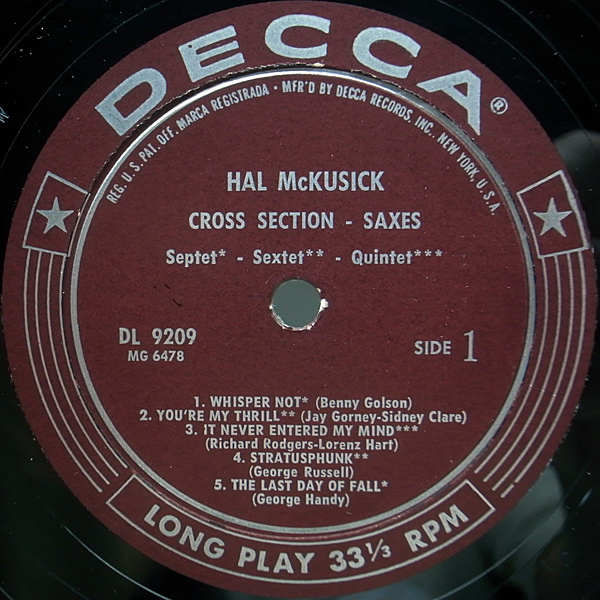 DECCA®
REG. U.S. PAT. OFF. MARCA REGISTRADA • MFR'D BY DECCA RECORDS, INC., NEW YORK, U.S.A.
HAL McKUSICK
CROSS SECTION - SAXES
Septet* - Sextet** - Quintet***
DL 9209
MG 6478
SIDE 1
1. WHISPER NOT* (Benny Golson)
2. YOU'RE MY THRILL** (Jay Gorney-Sidney Clare)
3. IT NEVER ENTERED MY MIND***
(Richard Rodgers-Lorenz Hart)
4. STRATUSPHUNK**
(George Russell)
5. THE LAST DAY OF FALL*
(George Handy)
LONG PLAY 33⅓ RPM